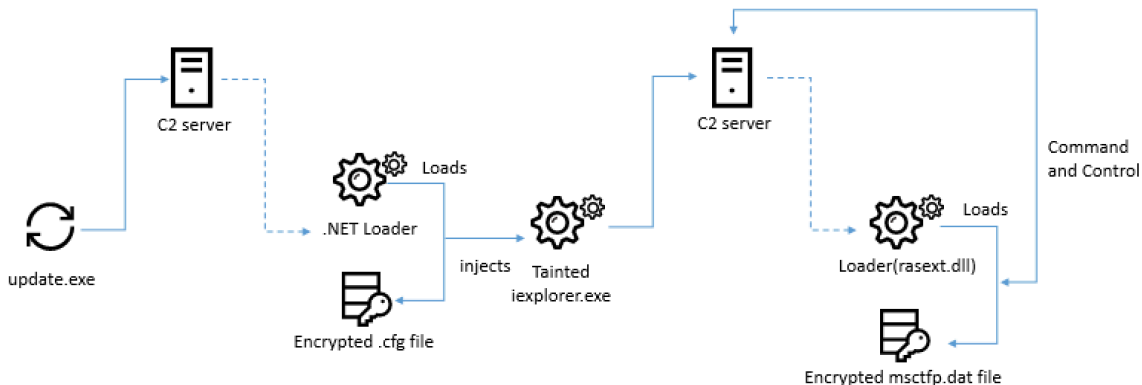 C2 server
C2 server
Command
and Control
Loads
.NET Loader
Loads
update.exe
injects
Tainted
iexplorer.exe
Loader(rasext.dll)
Encrypted .cfg file
Encrypted msctfp.dat file